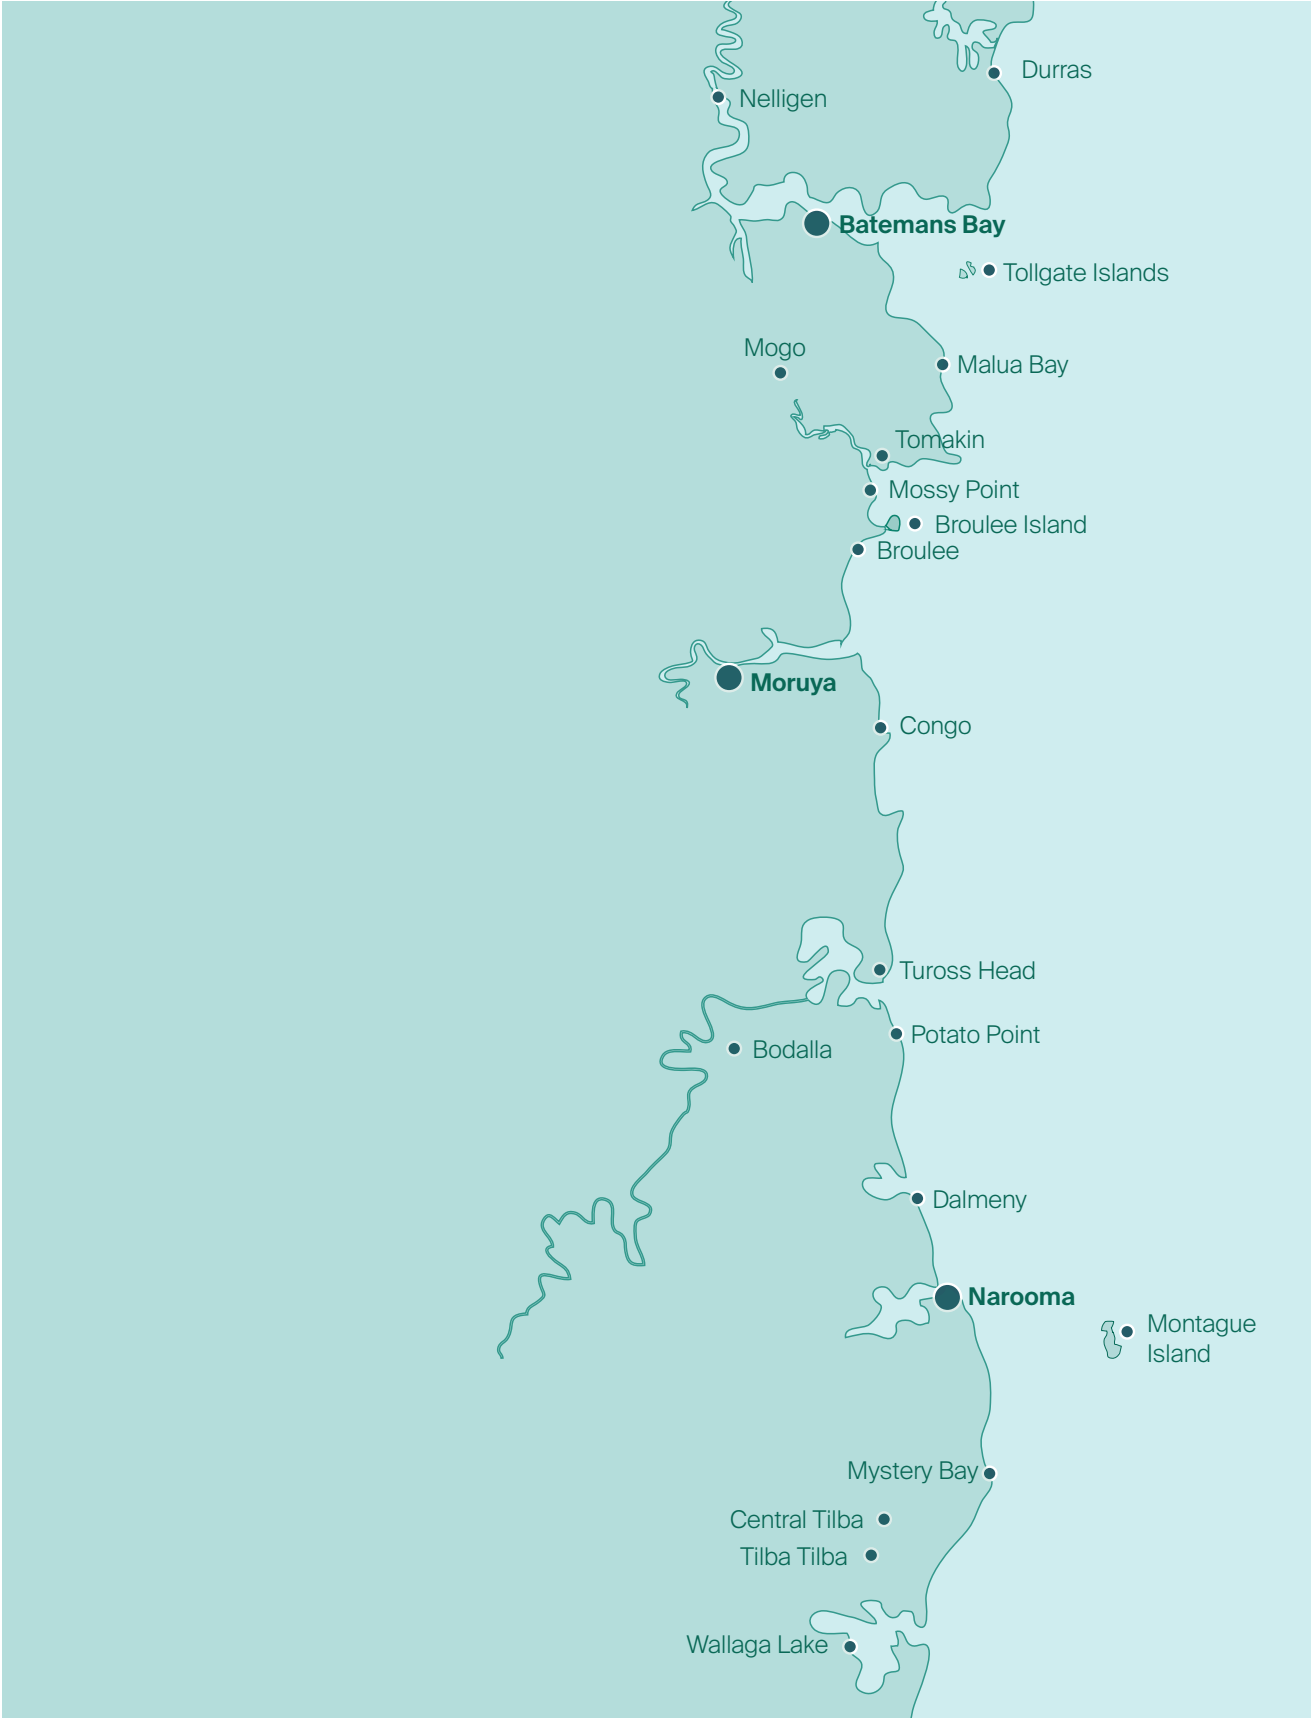 Durras
Nelligen
Batemans Bay
Tollgate Islands
Mogo
Malua Bay
Tomakin
Mossy Point
Broulee Island
Broulee
Moruya
Congo
Tuross Head
Potato Point
Bodalla
Dalmeny
Narooma
Montague
Island
Mystery Bay
Central Tilba
Tilba Tilba
Wallaga Lake